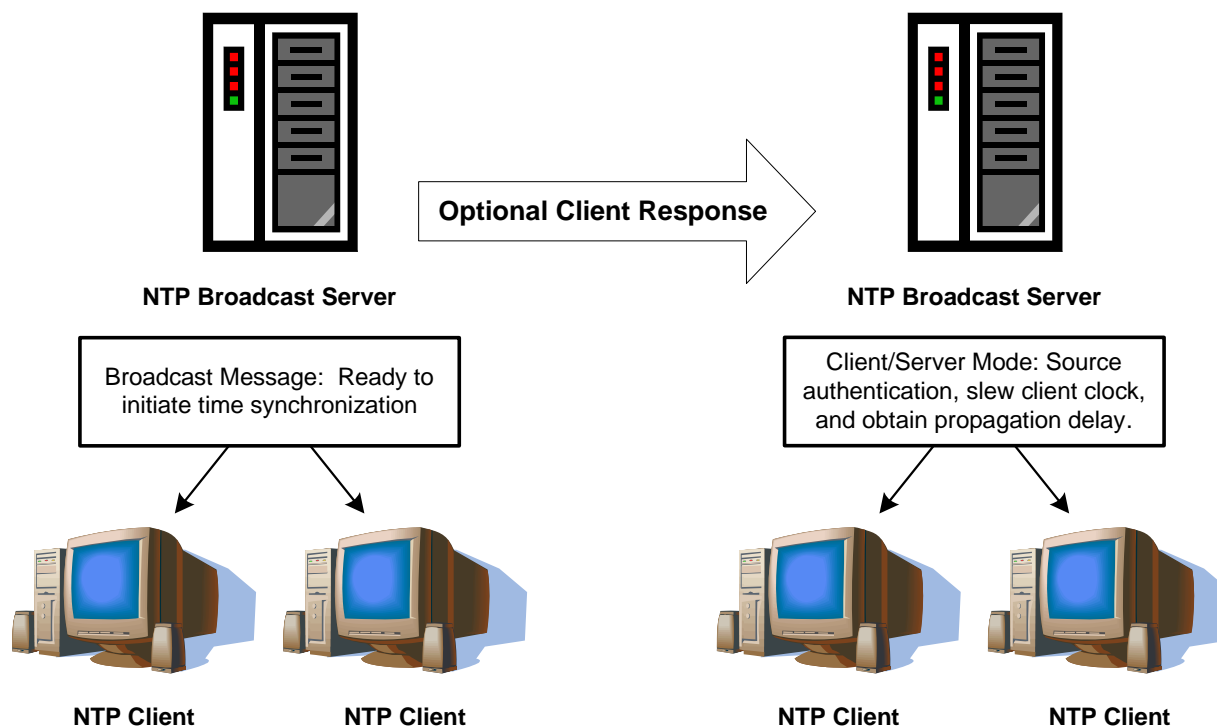 Optional Client Response
NTP Broadcast Server
NTP Broadcast Server
Broadcast Message:  Ready to
initiate time synchronization
Client/Server Mode: Source
authentication, slew client clock,
and obtain propagation delay.
NTP Client
NTP Client
NTP Client
NTP Client